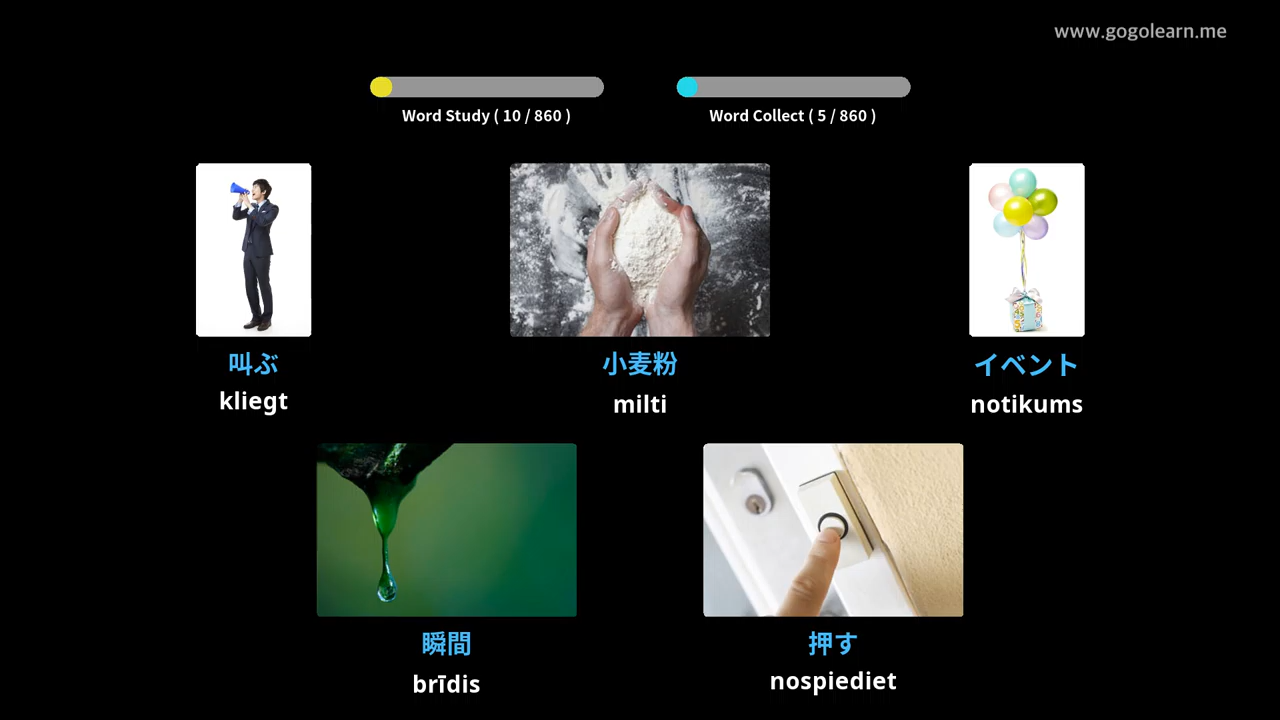 www.gogolearn.me
Word Study ( 10 / 860 )
Word Collect ( 5 / 860 )
叫ぶ
kliegt
小麦粉
milti
イベント
notikums
瞬間
brīdis
押す
nospiediet